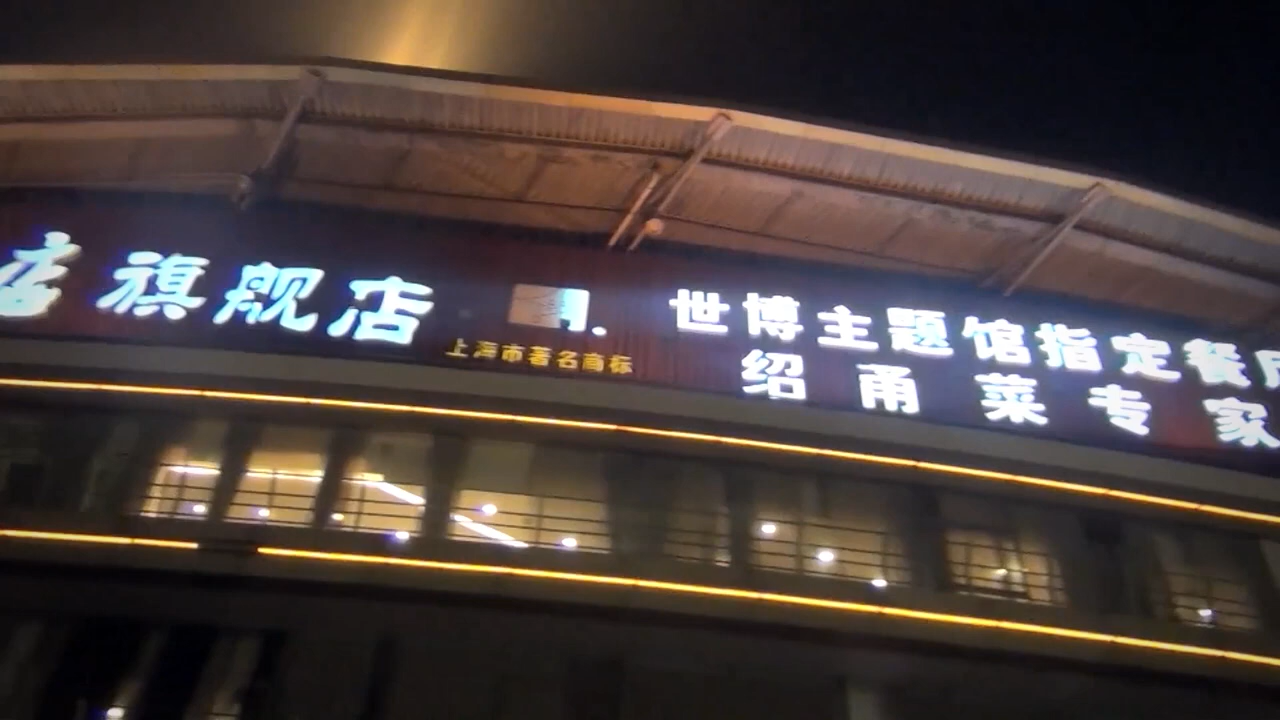 店旗舰店
上海市著名商标
世博主题馆指定餐厅
绍甬菜专家